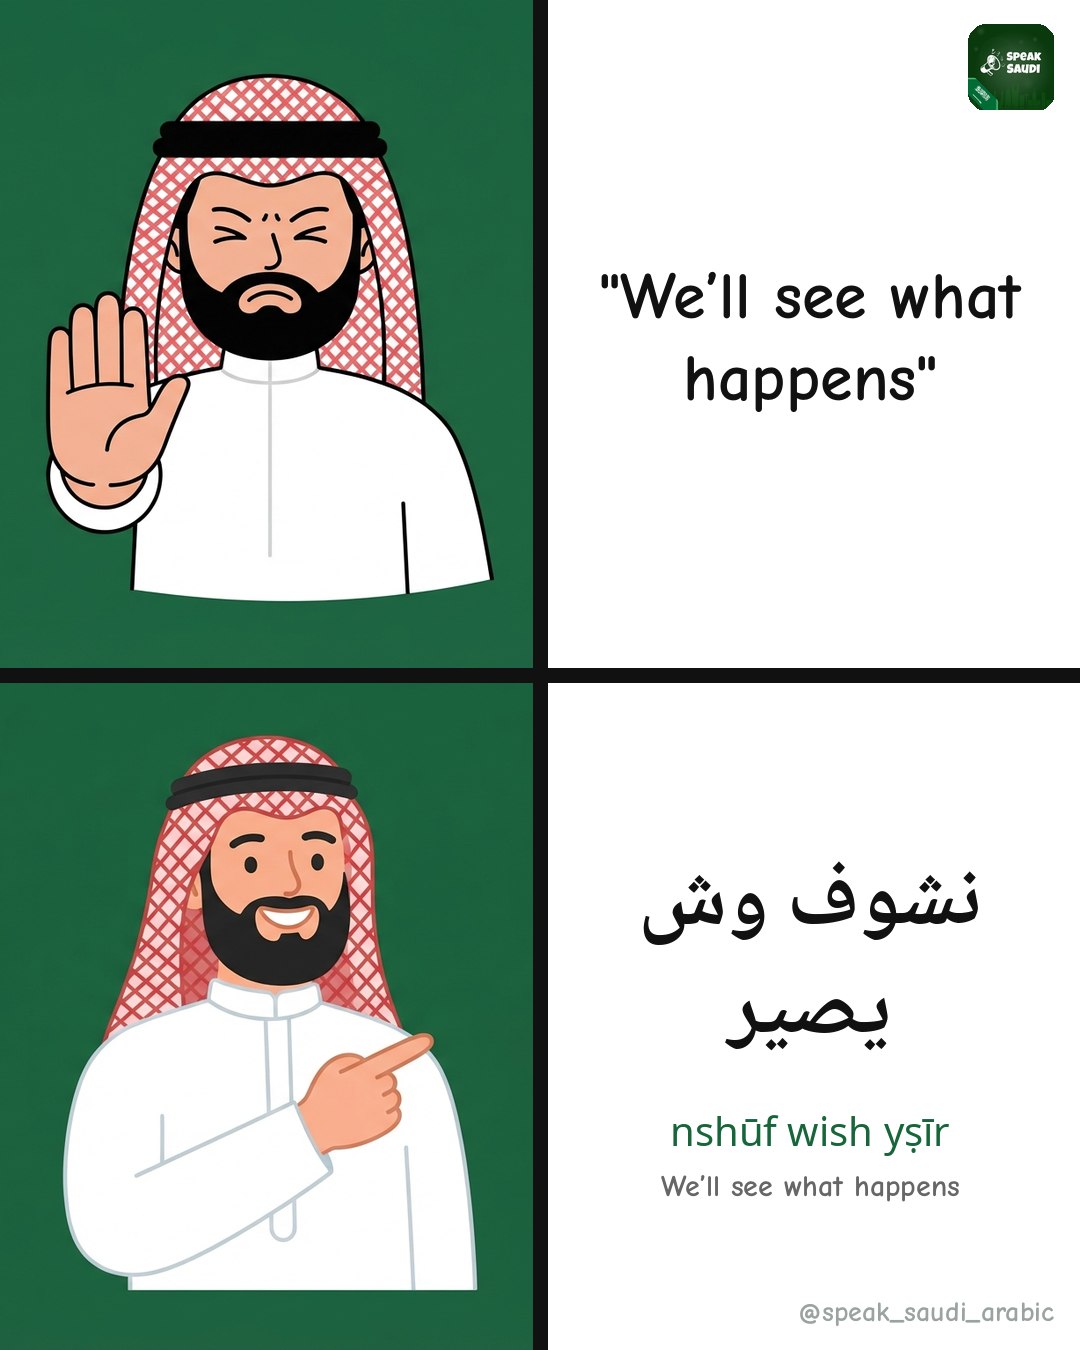 SPEAK
SAUDI
"We'll see what
happens"
نشوف وش
يصير
nshūf wish yṣīr
We'll see what happens
@speak_saudi_arabic